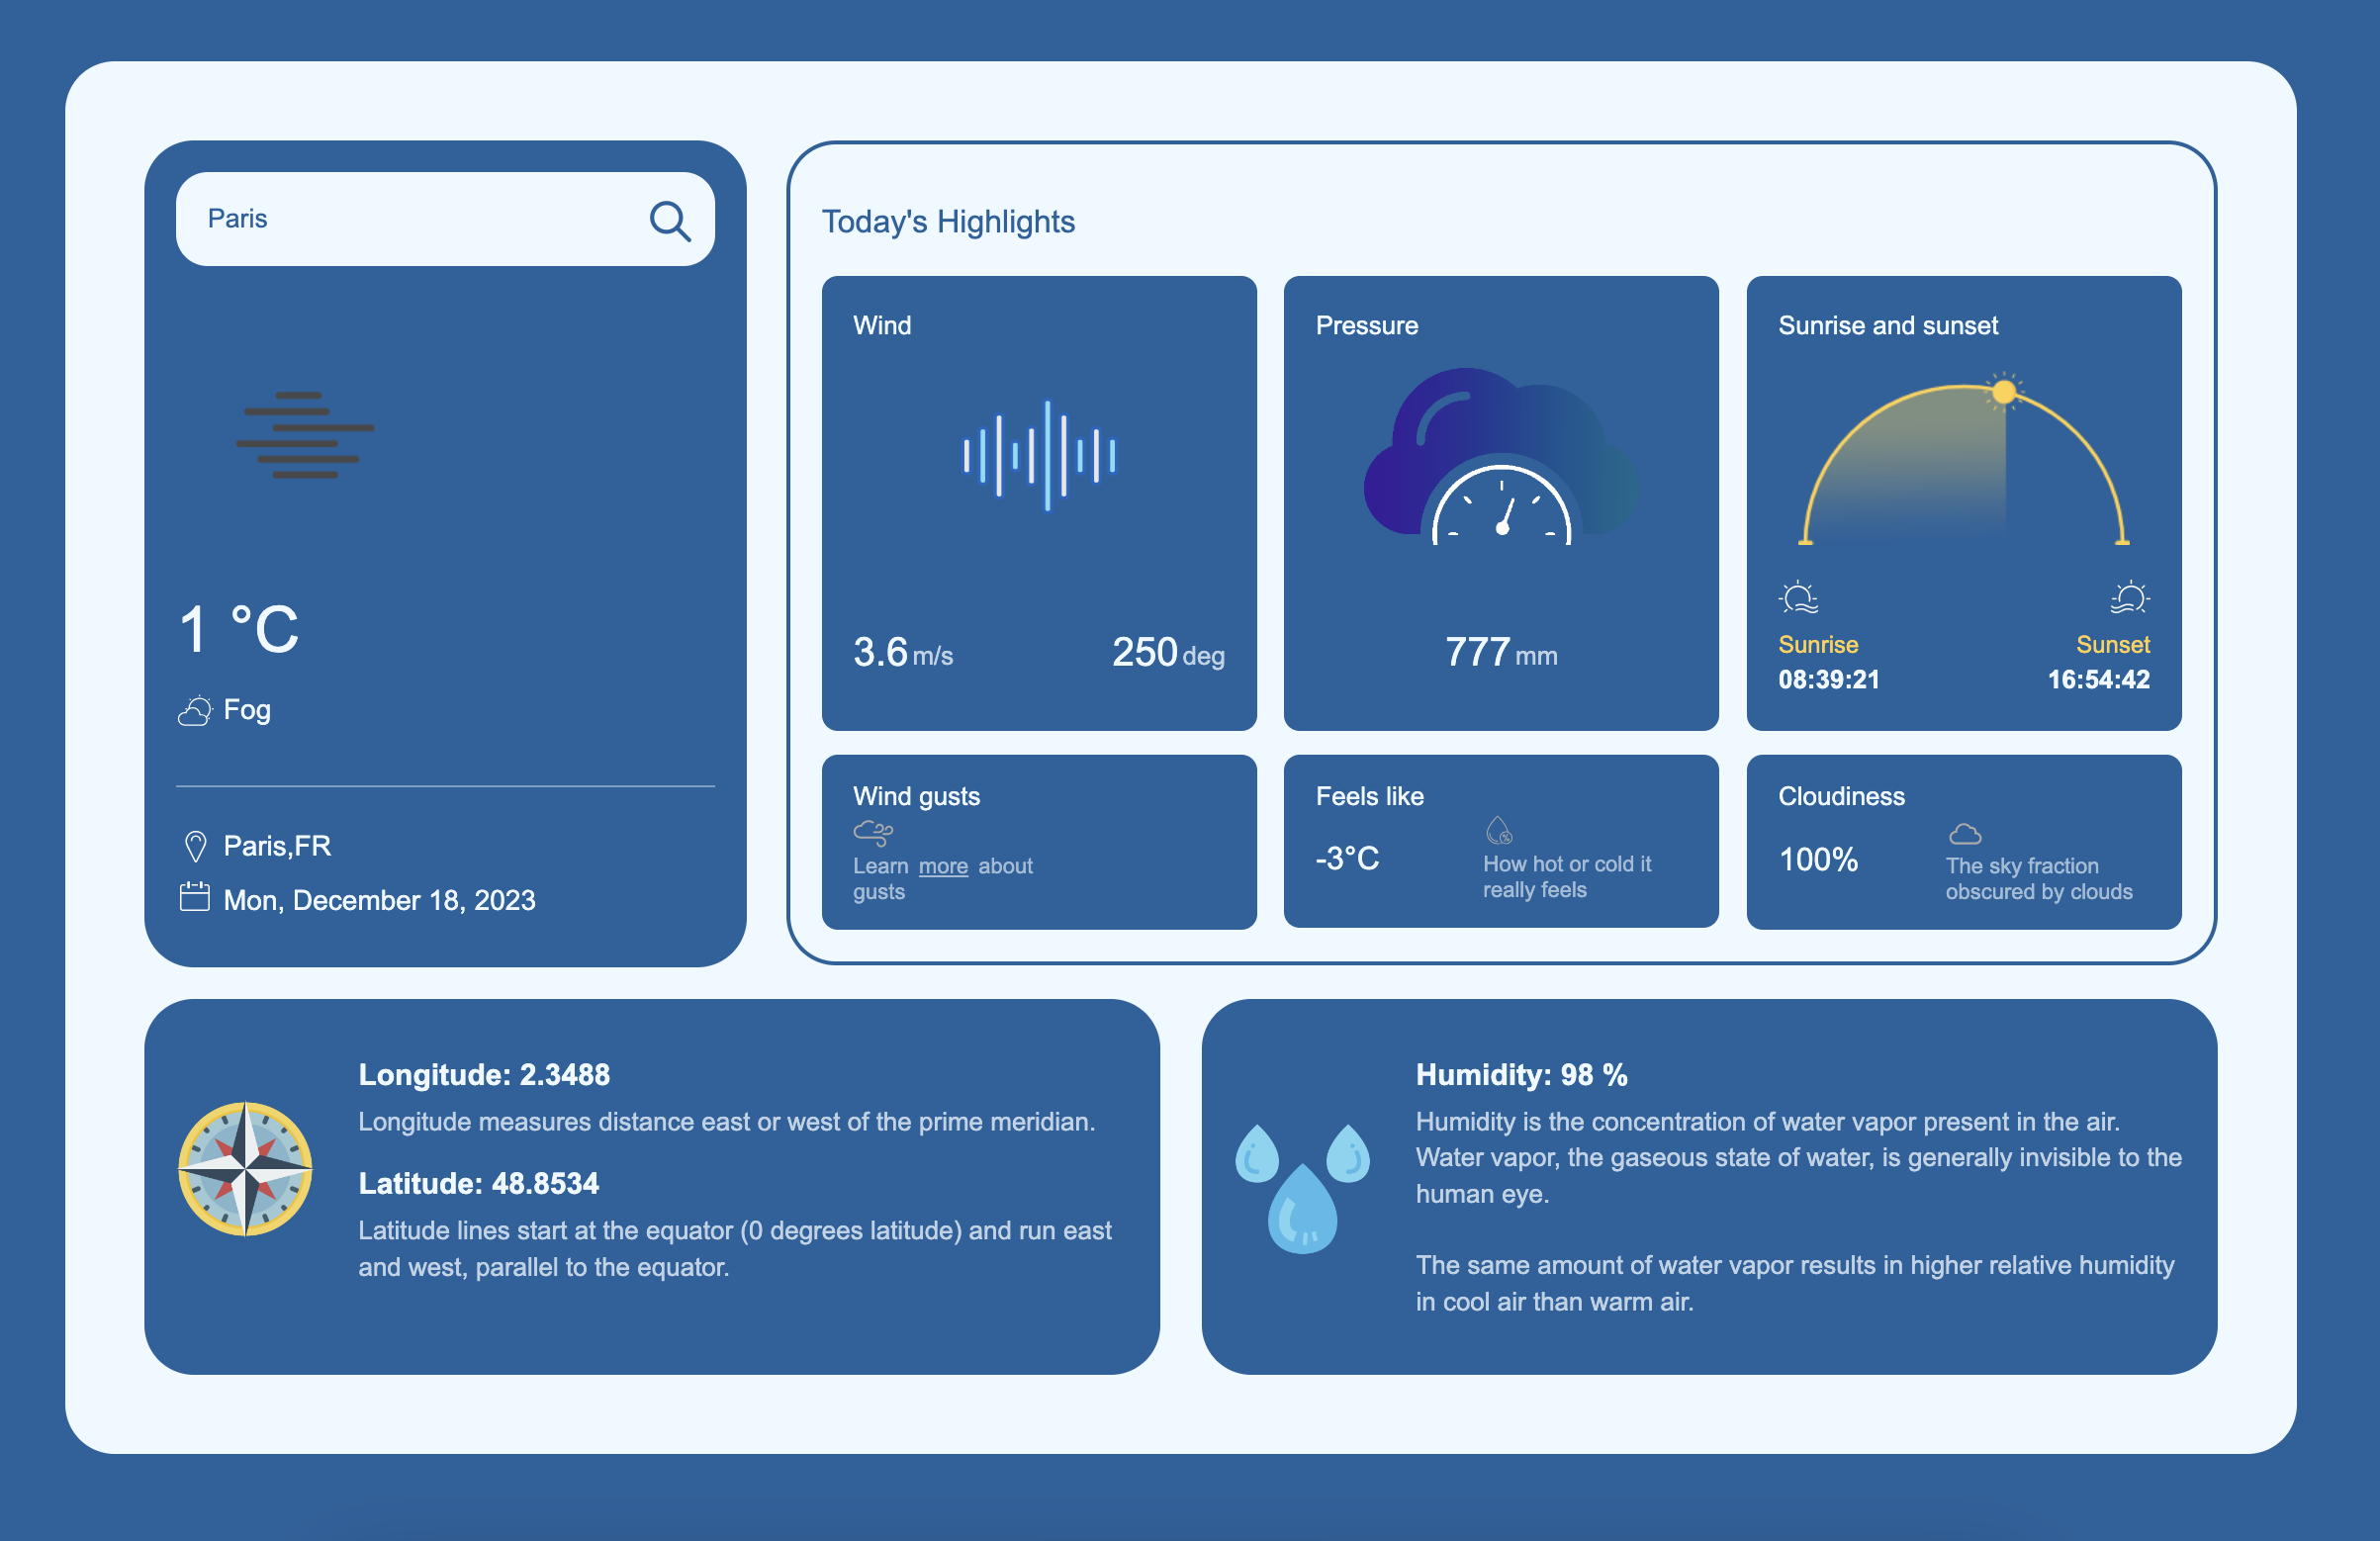 Paris
1 °C
Fog
Paris,FR
Mon, December 18, 2023
Today's Highlights
Wind
3.6 m/s
250 deg
Pressure
777 mm
Sunrise and sunset
Sunrise
08:39:21
Sunset
16:54:42
Wind gusts
Learn more about
gusts
Feels like
-3°C
%
How hot or cold it
really feels
Cloudiness
100%
The sky fraction
obscured by clouds
Longitude: 2.3488
Longitude measures distance east or west of the prime meridian.
Latitude: 48.8534
Latitude lines start at the equator (0 degrees latitude) and run east
and west, parallel to the equator.
Humidity: 98 %
Humidity is the concentration of water vapor present in the air.
Water vapor, the gaseous state of water, is generally invisible to the
human eye.
The same amount of water vapor results in higher relative humidity
in cool air than warm air.